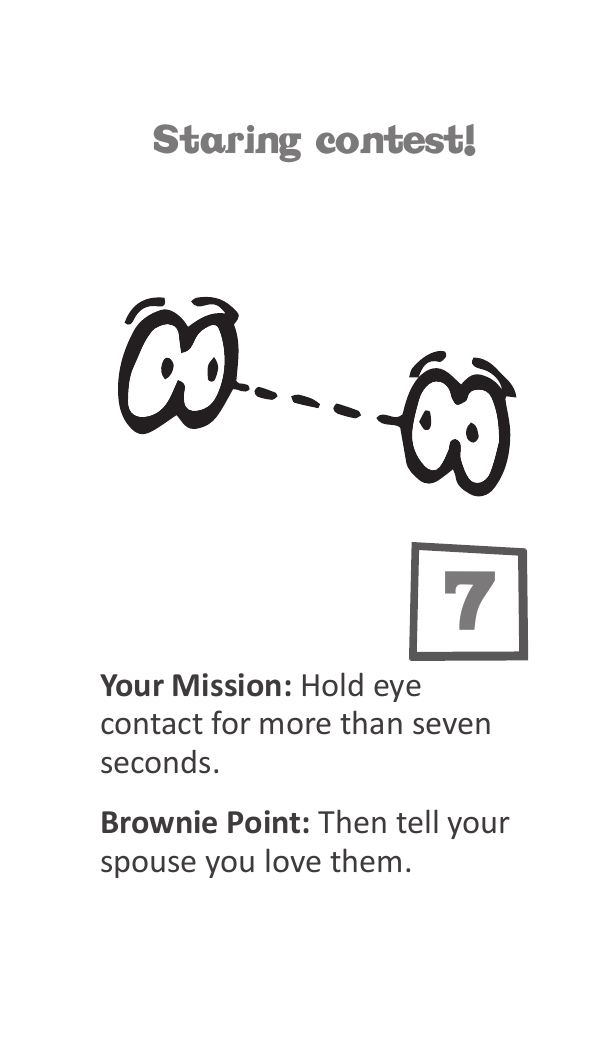 Staring contest!
7
Your Mission: Hold eye
contact for more than seven
seconds.
Brownie Point: Then tell your
spouse you love them.